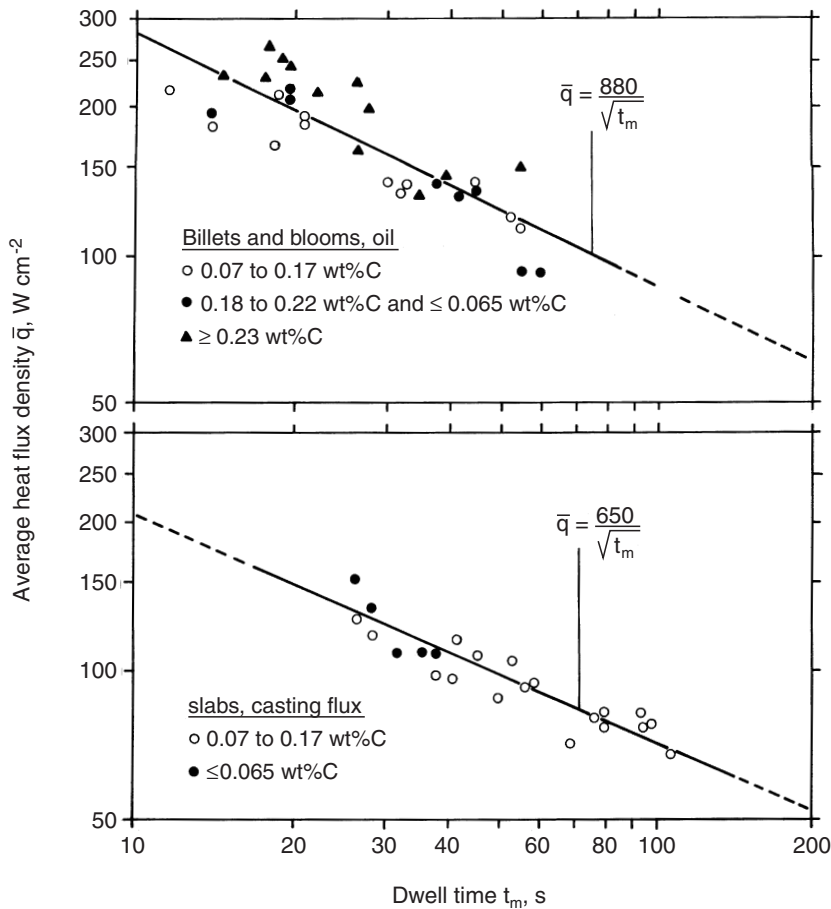 300
250
200
150
100
50
q̄ = 880
√t_m
Billets and blooms, oil
0.07 to 0.17 wt%C
0.18 to 0.22 wt%C and ≤ 0.065 wt%C
≥ 0.23 wt%C
Average heat flux density q̄, W cm⁻²
300
250
200
150
100
50
q̄ = 650
√t_m
slabs, casting flux
0.07 to 0.17 wt%C
≤0.065 wt%C
10 20 30 40 60 80 100 200
Dwell time t_m, s